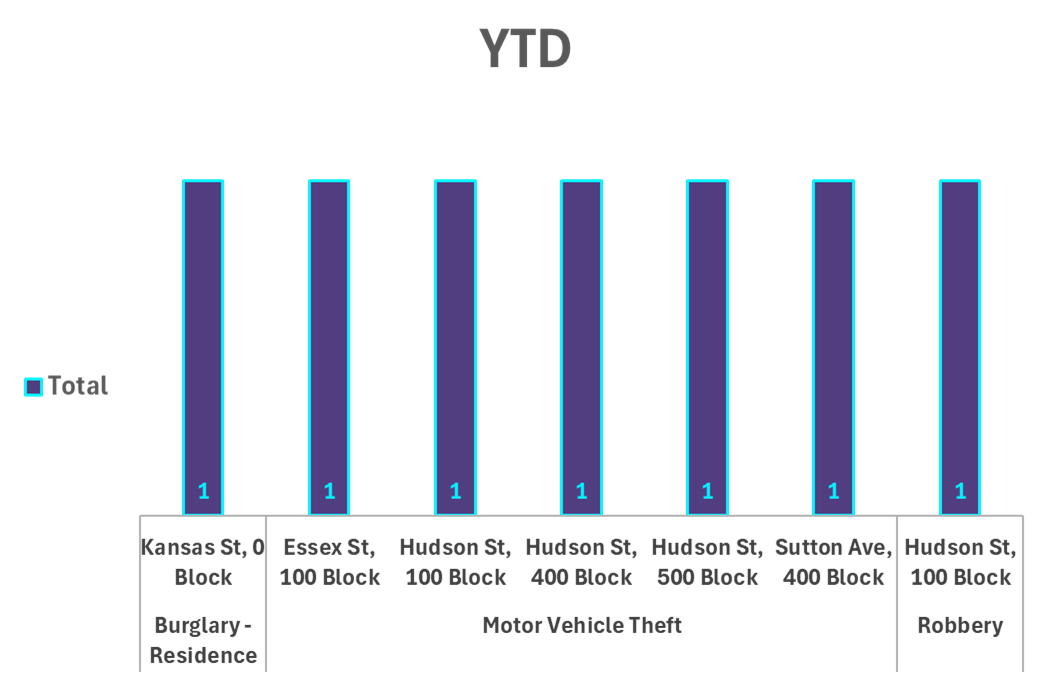 YTD
Total
1 1 1 1 1 1 1
Kansas St, 0 Block
Essex St, 100 Block
Hudson St, 100 Block
Hudson St, 400 Block
Hudson St, 500 Block
Sutton Ave, 400 Block
Hudson St, 100 Block
Burglary - Residence
Motor Vehicle Theft
Robbery